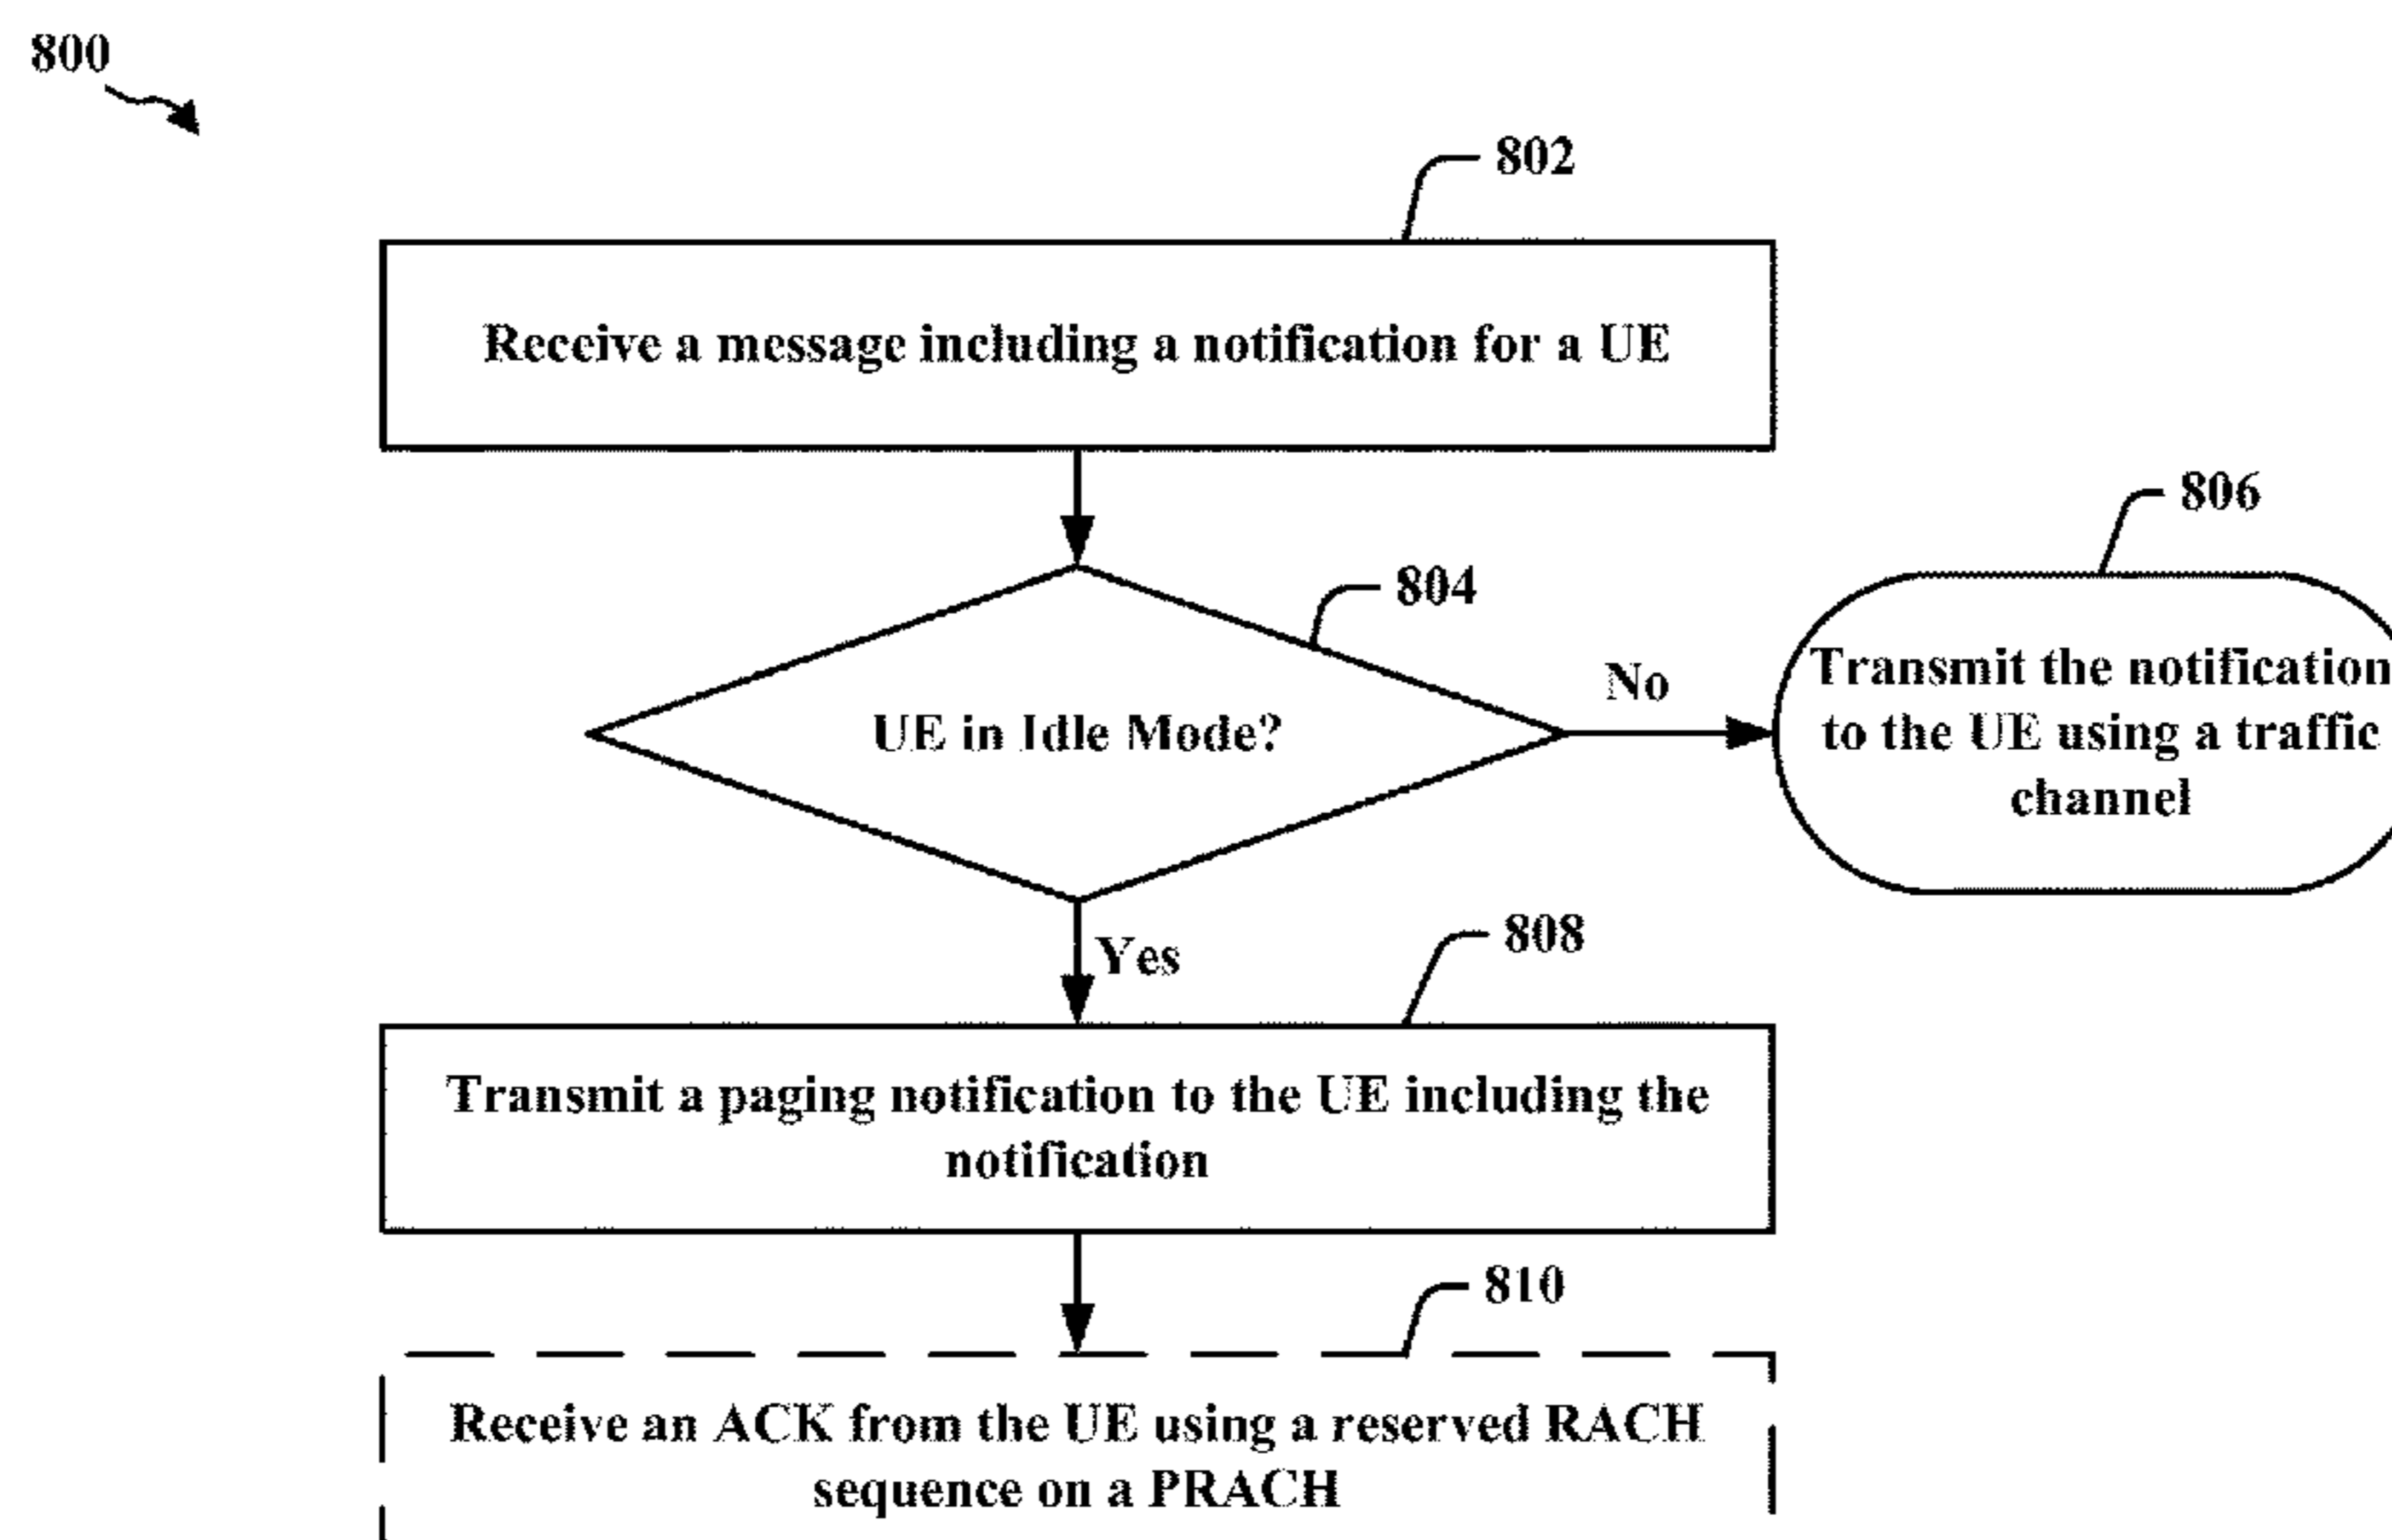 800
802
Receive a message including a notification for a UE
806
804
No
UE in Idle Mode?
Transmit the notification
to the UE using a traffic
channel
Yes
808
Transmit a paging notification to the UE including the
notification
810
Receive an ACK from the UE using a reserved RACH
sequence on a PRACH